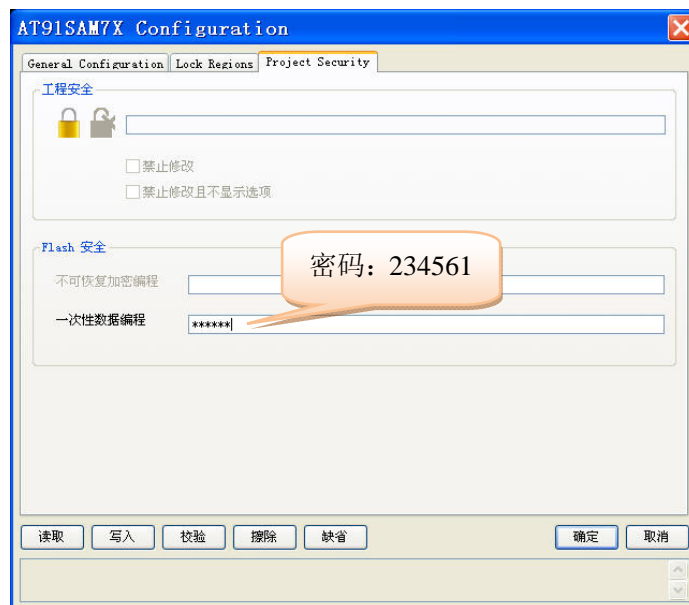 AT91SAM7X Configuration
General Configuration Lock Regions Project Security
工程安全
禁止修改
禁止修改且不显示选项
Flash 安全
密码：234561
不可恢复加密编程
一次性数据编程 ******
读取 写入 校验 擦除 缺省 确定 取消